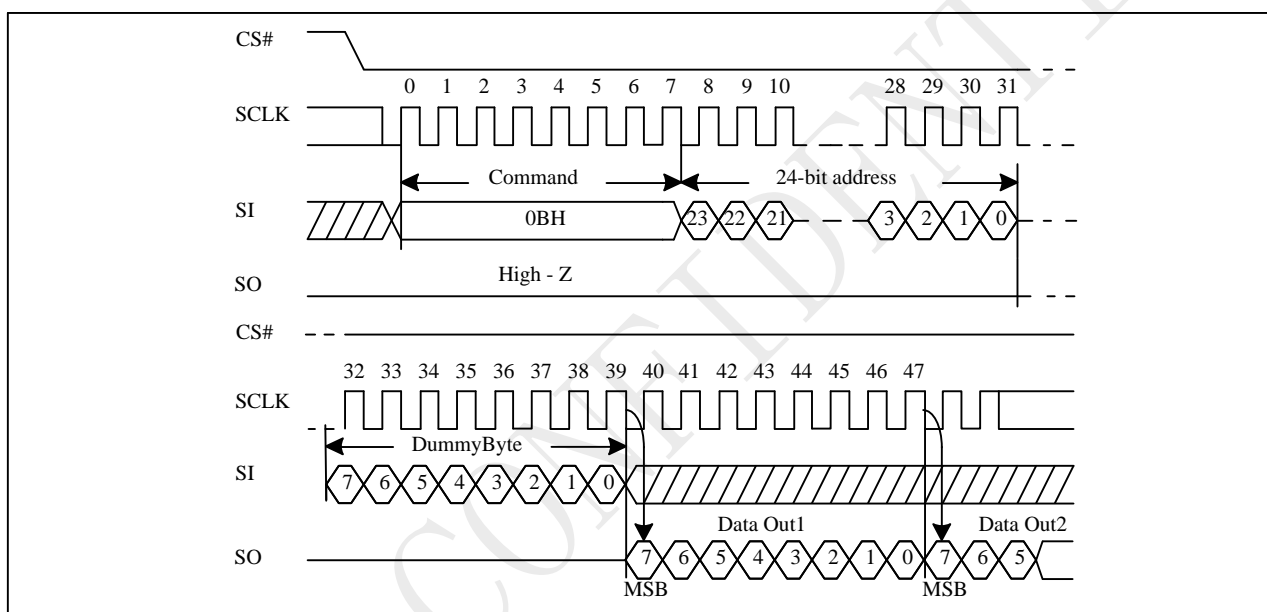 CS#
0 1 2 3 4 5 6 7 8 9 10 28 29 30 31
SCLK
Command 24-bit address
SI
0BH 23 22 21 3 2 1 0
High - Z
SO
CS#
32 33 34 35 36 37 38 39 40 41 42 43 44 45 46 47
SCLK
DummyByte
SI
7 6 5 4 3 2 1 0
Data Out1 Data Out2
SO
7 6 5 4 3 2 1 0 7 6 5
MSB MSB
CONFIDENT